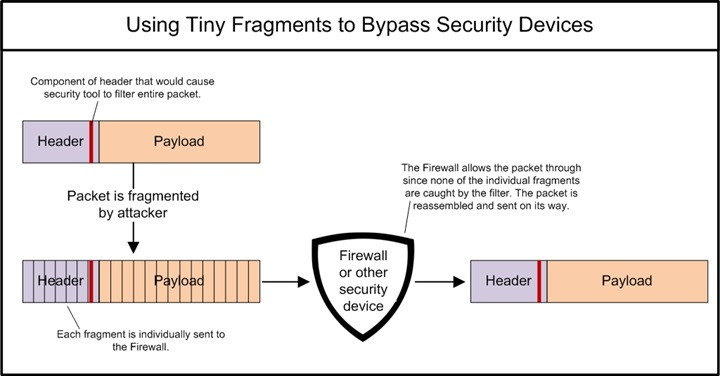 Using Tiny Fragments to Bypass Security Devices
Component of header that would cause
security tool to filter entire packet.
Header
Payload
Packet is fragmented
by attacker
The Firewall allows the packet through
since none of the individual fragments
are caught by the filter. The packet is
reassembled and sent on its way.
Header
Payload
Firewall
or other
security
device
Header
Payload
Each fragment is individually sent to
the Firewall.